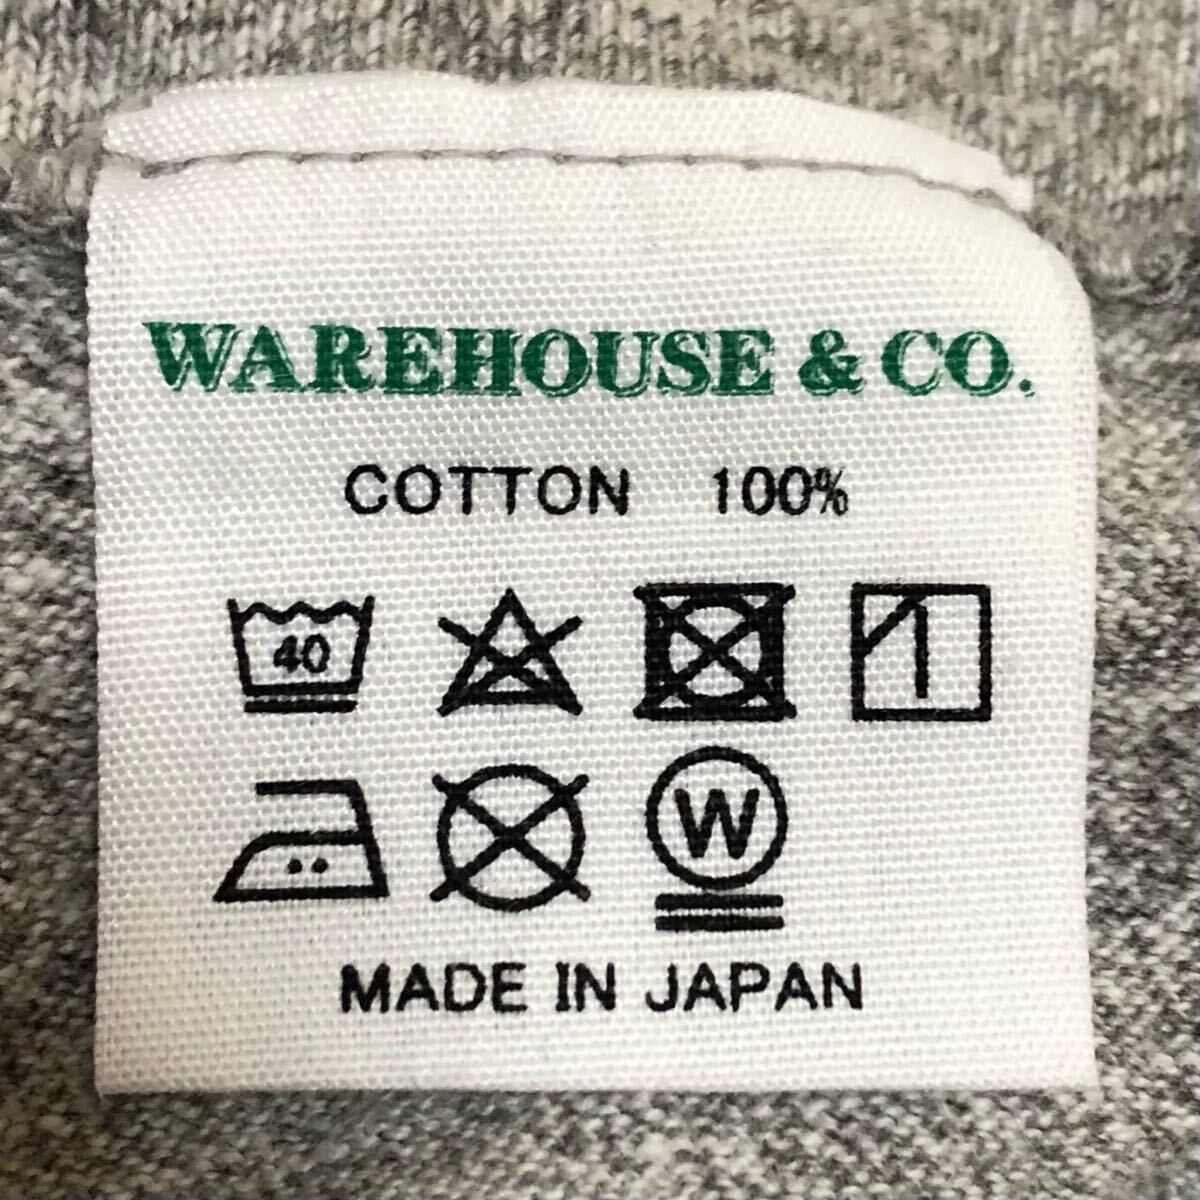 WAREHOUSE & CO.
COTTON 100%
40
W
MADE IN JAPAN